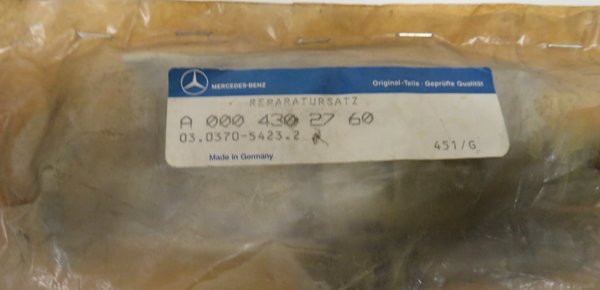 MERCEDES-BENZ Original-Teile · Geprüfte Qualität
REPARATURSATZ
A 000 430 27 60
03.0370-5423.2
451/G
Made in Germany